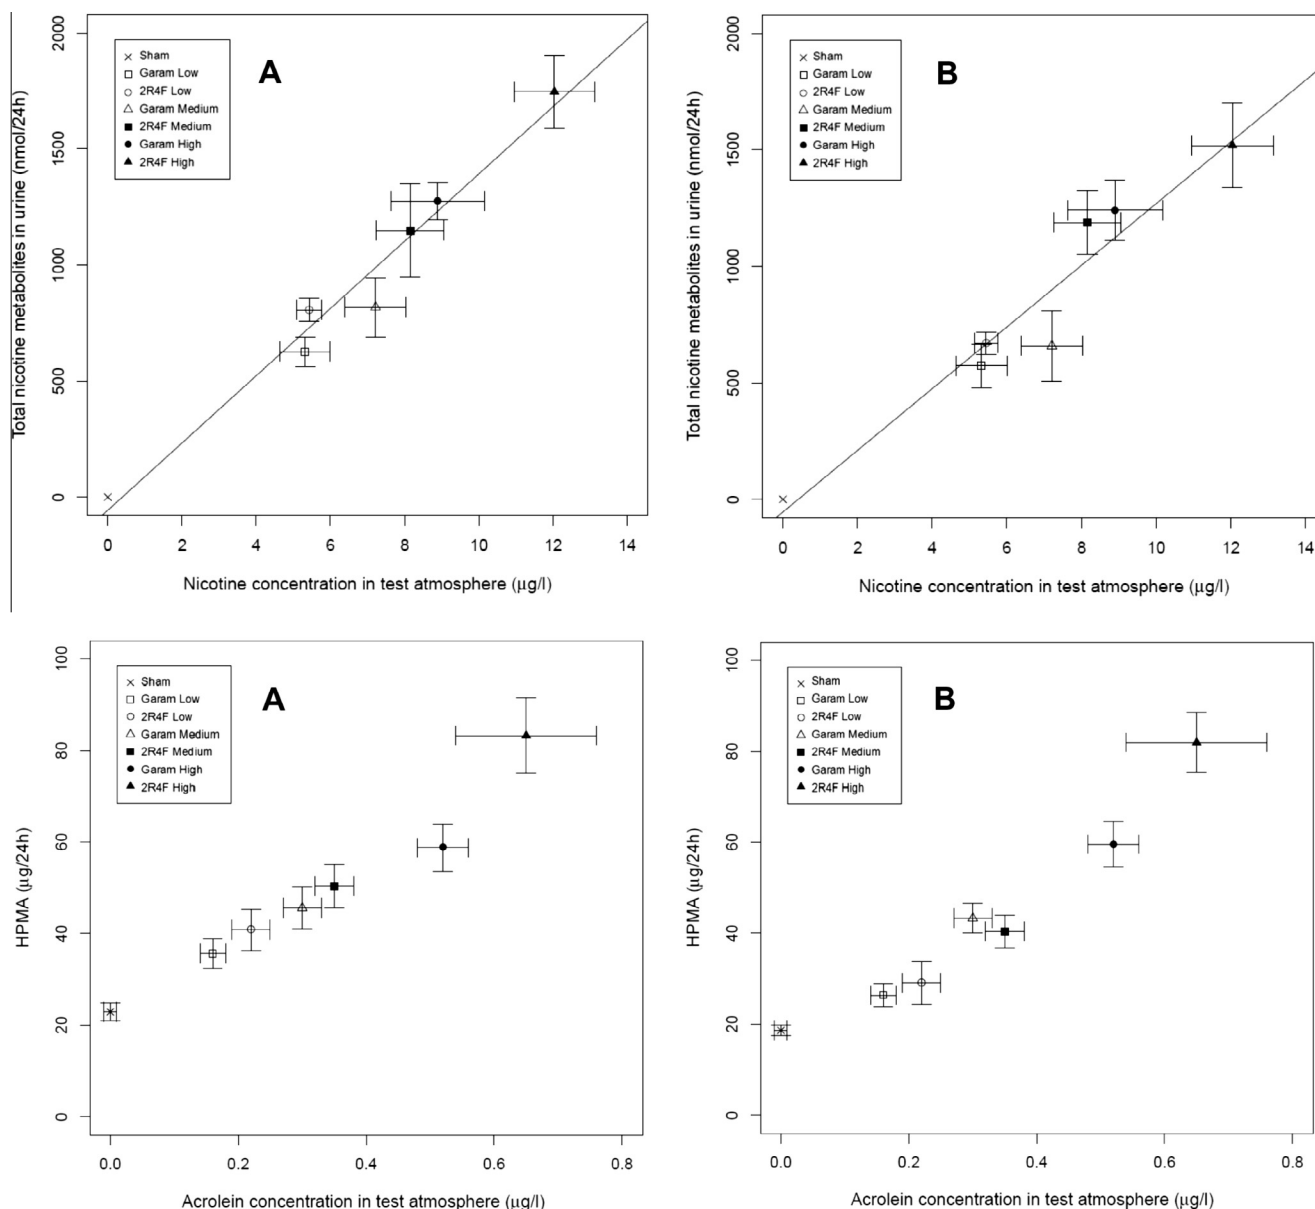 A
× Sham
□ Garam Low
○ 2R4F Low
△ Garam Medium
■ 2R4F Medium
● Garam High
▲ 2R4F High
Total nicotine metabolites in urine (nmol/24h)
2000
1500
1000
500
0
0 2 4 6 8 10 12 14
Nicotine concentration in test atmosphere (µg/l)
B
× Sham
□ Garam Low
○ 2R4F Low
△ Garam Medium
■ 2R4F Medium
● Garam High
▲ 2R4F High
Total nicotine metabolites in urine (nmol/24h)
2000
1500
1000
500
0
0 2 4 6 8 10 12 14
Nicotine concentration in test atmosphere (µg/l)
A
× Sham
□ Garam Low
○ 2R4F Low
△ Garam Medium
■ 2R4F Medium
● Garam High
▲ 2R4F High
HPMA (µg/24h)
100
80
60
40
20
0
0.0 0.2 0.4 0.6 0.8
Acrolein concentration in test atmosphere (µg/l)
B
× Sham
□ Garam Low
○ 2R4F Low
△ Garam Medium
■ 2R4F Medium
● Garam High
▲ 2R4F High
HPMA (µg/24h)
100
80
60
40
20
0
0.0 0.2 0.4 0.6 0.8
Acrolein concentration in test atmosphere (µg/l)